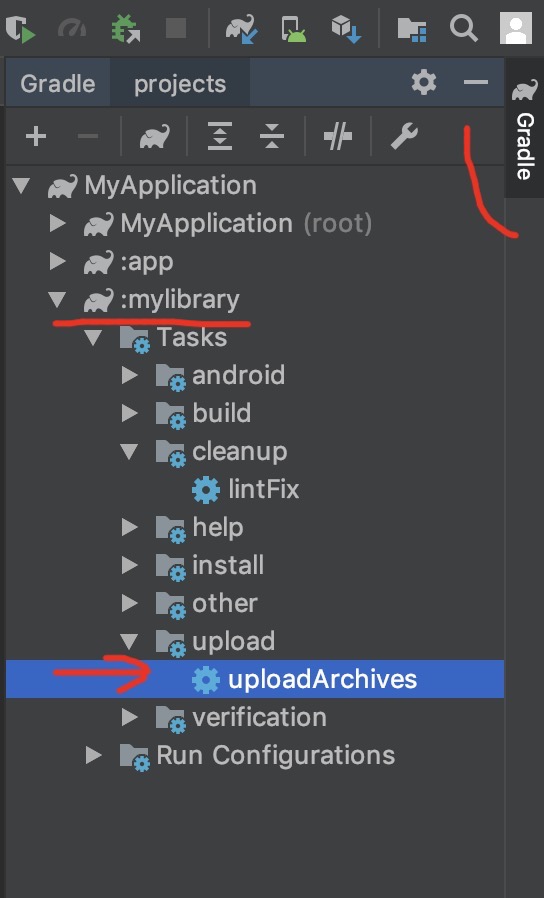 Gradle projects
Gradle
MyApplication
MyApplication (root)
:app
:mylibrary
Tasks
android
build
cleanup
lintFix
help
install
other
upload
uploadArchives
verification
Run Configurations